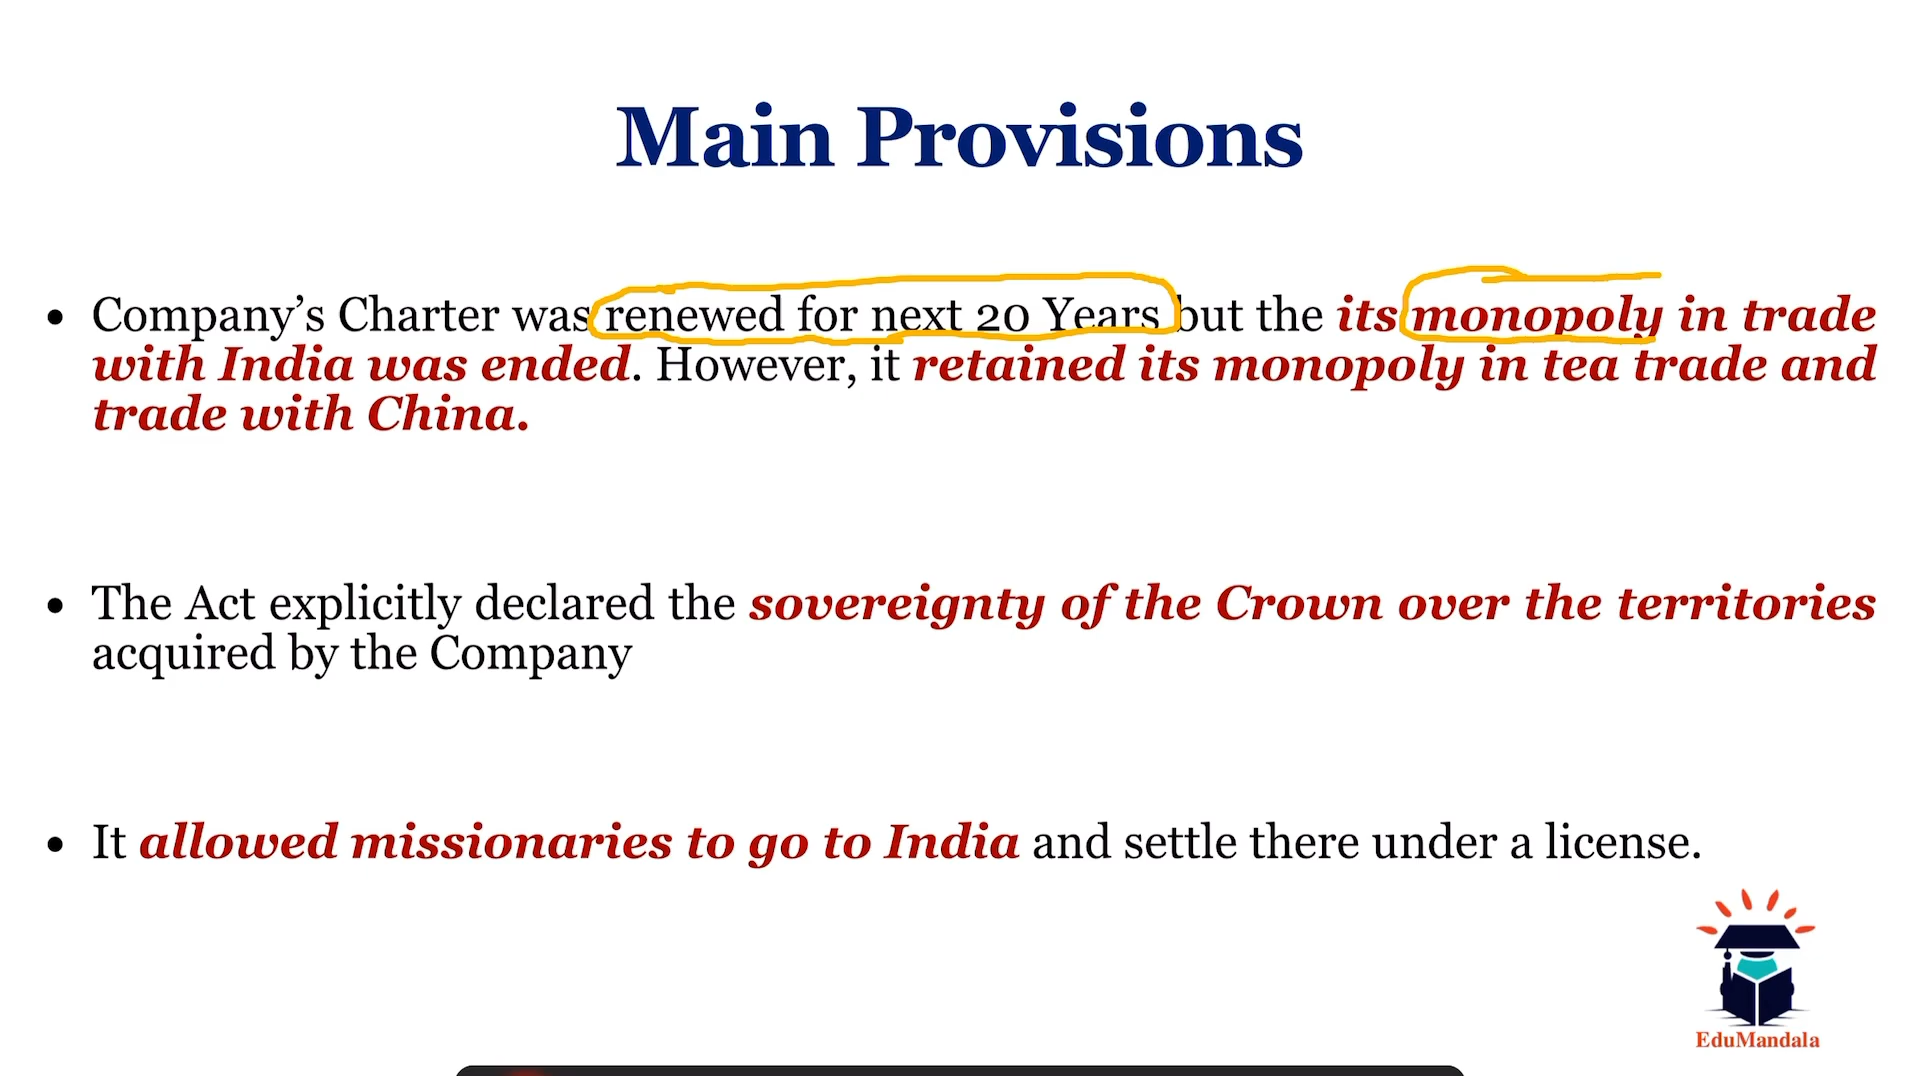 Main Provisions
• Company’s Charter was renewed for next 20 Years but the its monopoly in trade
with India was ended. However, it retained its monopoly in tea trade and
trade with China.
• The Act explicitly declared the sovereignty of the Crown over the territories
acquired by the Company
• It allowed missionaries to go to India and settle there under a license.
EduMandala